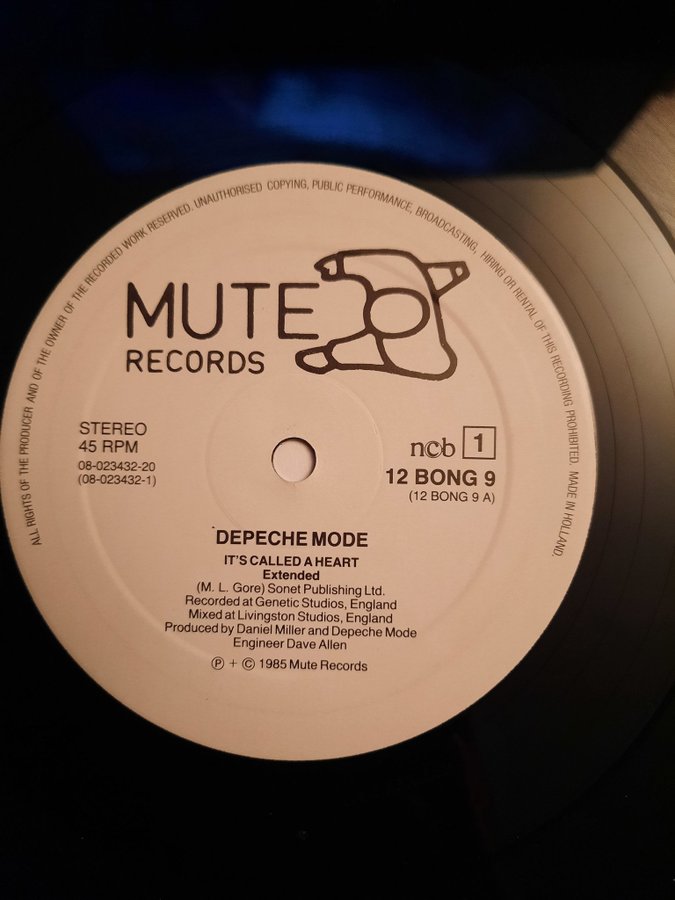 ALL RIGHTS OF THE PRODUCER AND OF THE OWNER OF THE RECORDED WORK RESERVED. UNAUTHORISED COPYING, PUBLIC PERFORMANCE, BROADCASTING, HIRING OR RENTAL OF THIS RECORDING PROHIBITED. MADE IN HOLLAND.
MUTE
RECORDS
STEREO
45 RPM
08-023432-20
(08-023432-1)
ncb 1
12 BONG 9
(12 BONG 9 A)
DEPECHE MODE
IT'S CALLED A HEART
Extended
(M. L. Gore) Sonet Publishing Ltd.
Recorded at Genetic Studios, England
Mixed at Livingston Studios, England
Produced by Daniel Miller and Depeche Mode
Engineer Dave Allen
Ⓟ + © 1985 Mute Records